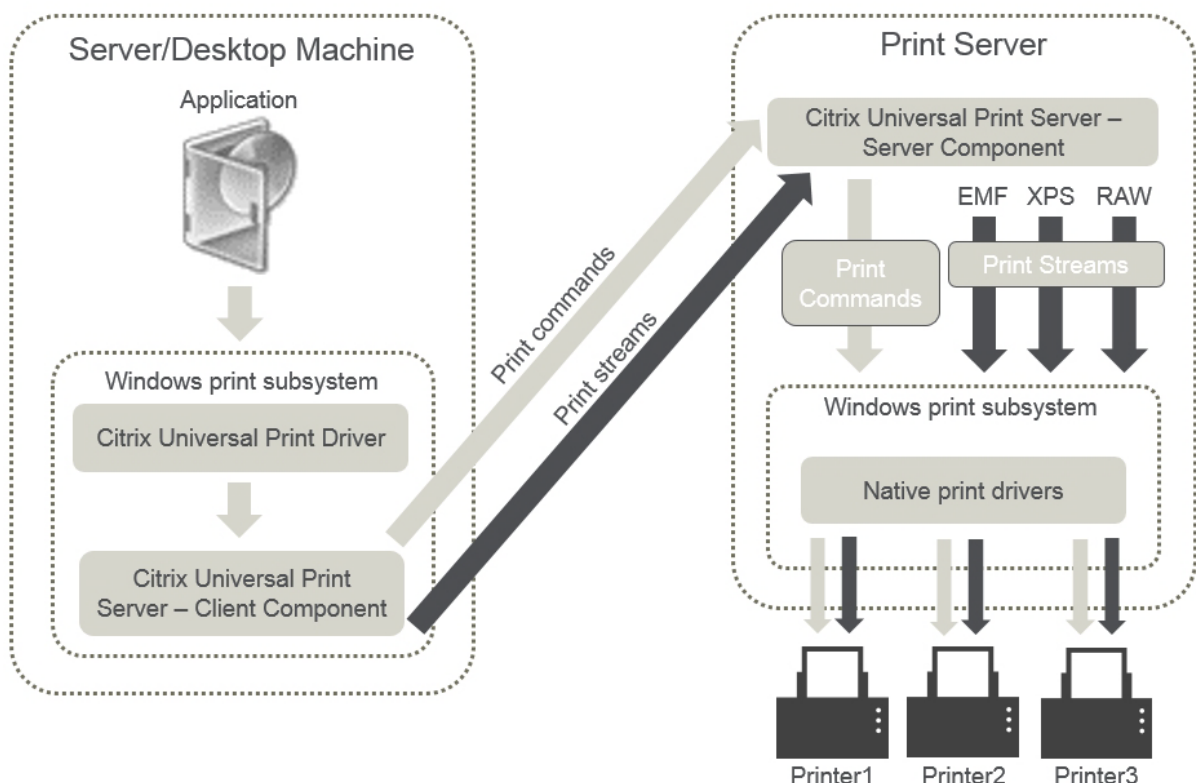 Server/Desktop Machine
Application
Windows print subsystem
Citrix Universal Print Driver
Citrix Universal Print
Server – Client Component
Print commands
Print streams
Print Server
Citrix Universal Print Server –
Server Component
EMF XPS RAW
Print
Commands
Print Streams
Windows print subsystem
Native print drivers
Printer1 Printer2 Printer3